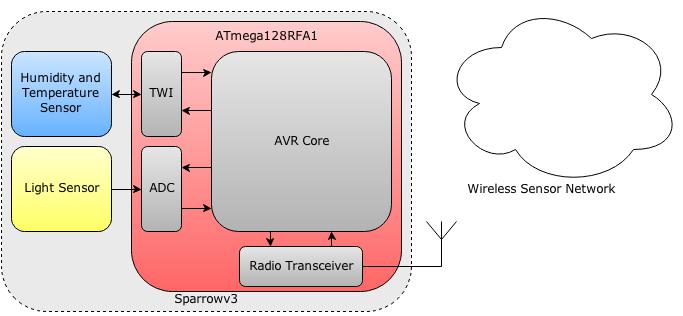 ATmega128RFA1
Humidity and
Temperature
Sensor
TWI
AVR Core
Light Sensor
ADC
Wireless Sensor Network
Radio Transceiver
Sparrowv3